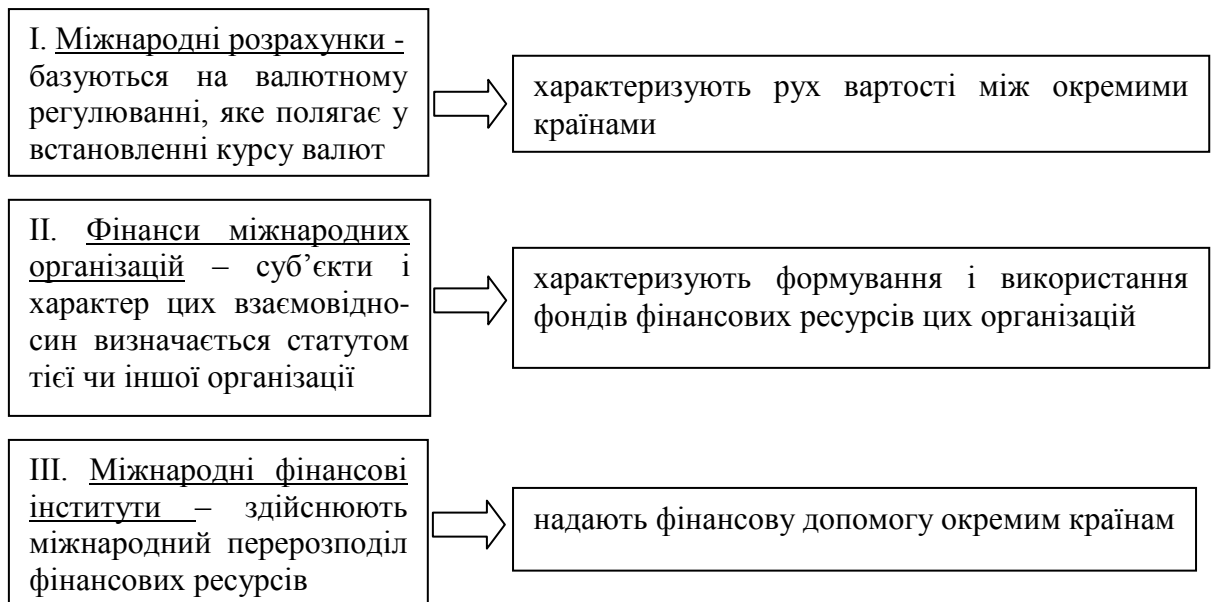 І. Міжнародні розрахунки -
базуються на валютному
регулюванні, яке полягає у
встановленні курсу валют
характеризують рух вартості між окремими
країнами
ІІ. Фінанси міжнародних
організацій – суб’єкти і
характер цих взаємовідно-
син визначається статутом
тієї чи іншої організації
характеризують формування і використання
фондів фінансових ресурсів цих організацій
ІІІ. Міжнародні фінансові
інститути – здійснюють
міжнародний перерозподіл
фінансових ресурсів
надають фінансову допомогу окремим країнам